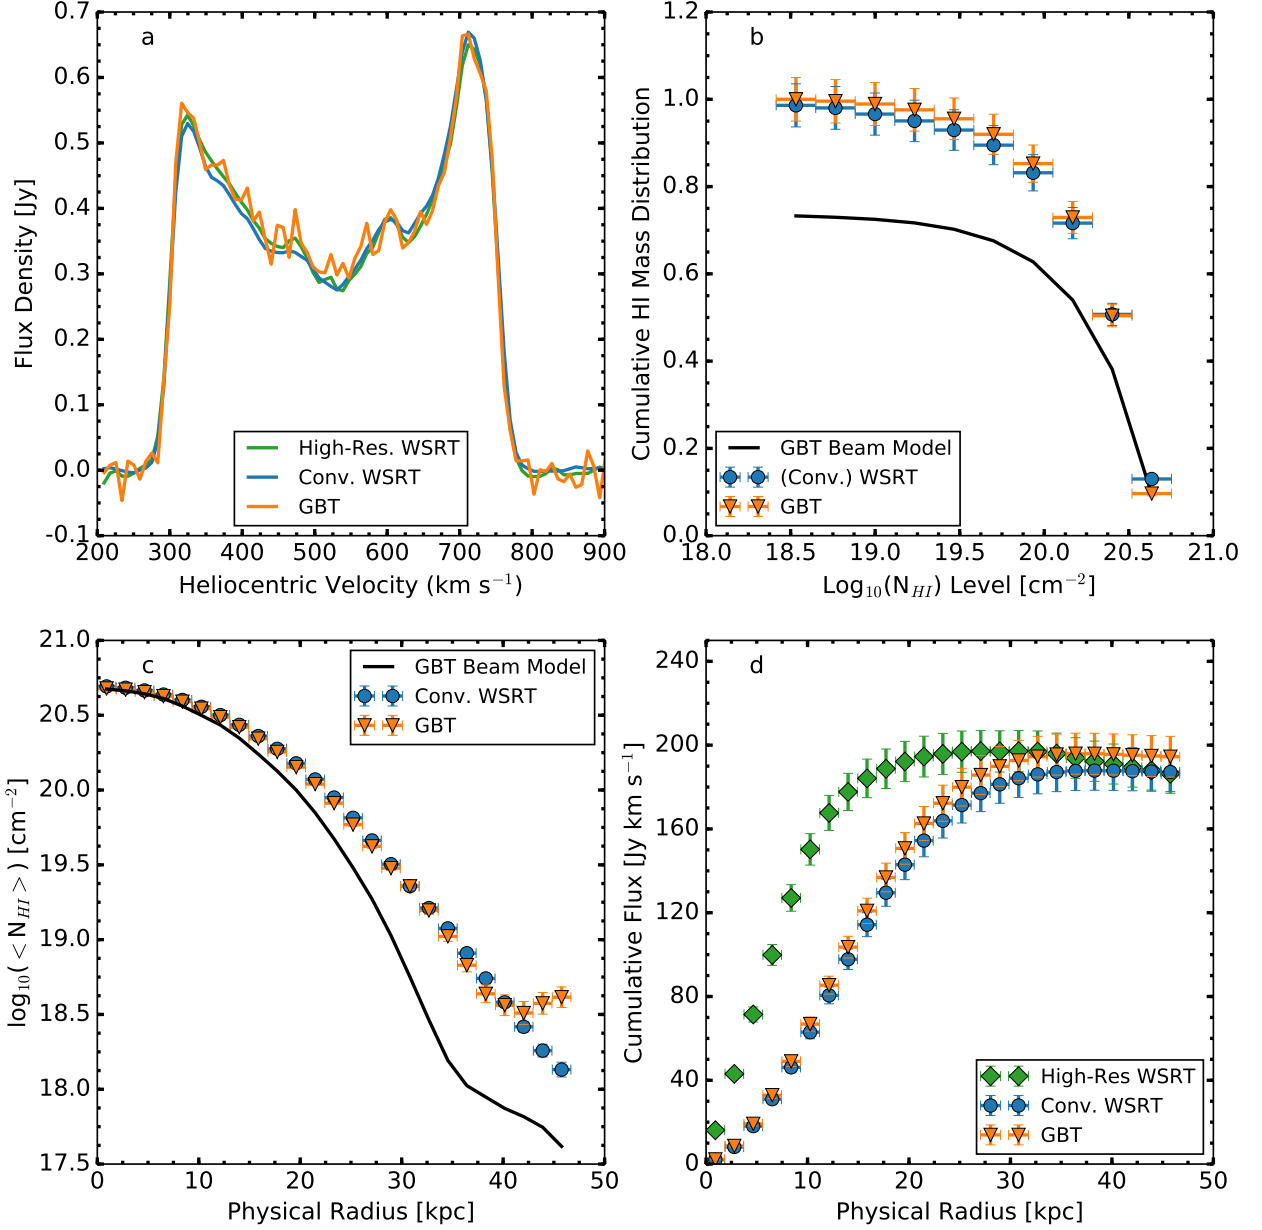 a
0.7
0.6
0.5
0.4
0.3
0.2
0.1
0.0
-0.1
Flux Density [Jy]
High-Res. WSRT
Conv. WSRT
GBT
200 300 400 500 600 700 800 900
Heliocentric Velocity (km s⁻¹)
b
1.2
1.0
0.8
0.6
0.4
0.2
0.0
Cumulative HI Mass Distribution
GBT Beam Model
(Conv.) WSRT
GBT
18.0 18.5 19.0 19.5 20.0 20.5 21.0
Log₁₀(N_HI) Level [cm⁻²]
c
21.0
20.5
20.0
19.5
19.0
18.5
18.0
17.5
log₁₀(< N_HI >) [cm⁻²]
GBT Beam Model
Conv. WSRT
GBT
0 10 20 30 40 50
Physical Radius [kpc]
d
240
200
160
120
80
40
0
Cumulative Flux [Jy km s⁻¹]
High-Res WSRT
Conv. WSRT
GBT
0 10 20 30 40 50
Physical Radius [kpc]